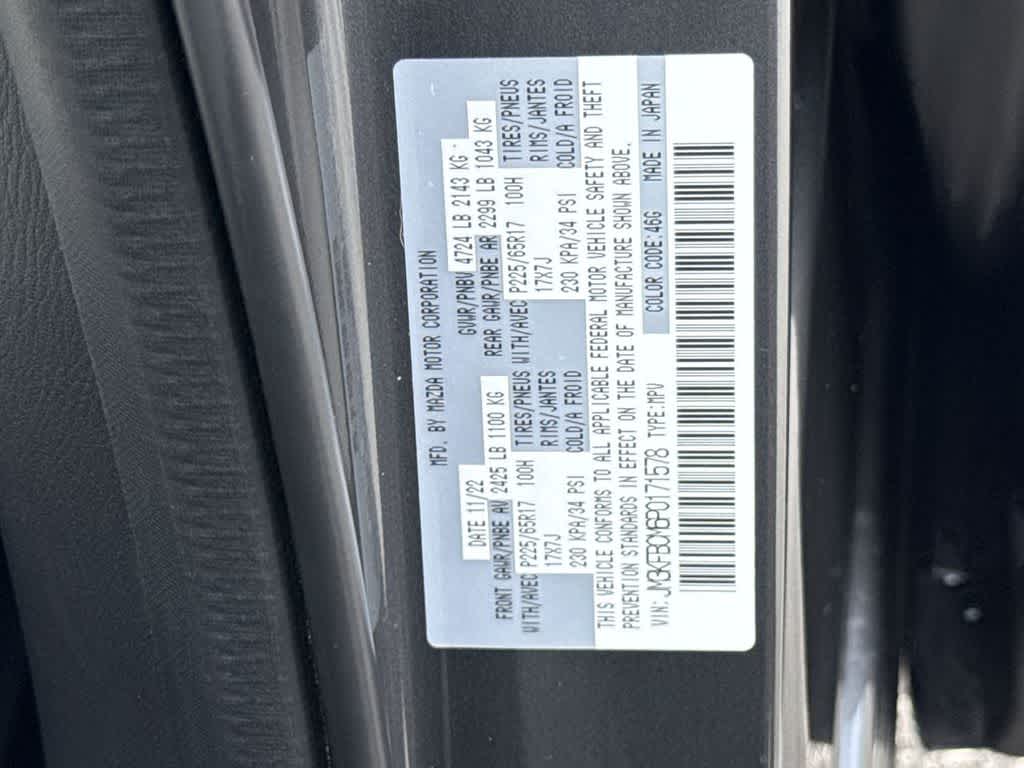 MFD. BY MAZDA MOTOR CORPORATION
DATE 11/22 GVWR/PNBV 4724 LB 2143 KG
FRONT GAWR/PNBE AV 2425 LB 1100 KG REAR GAWR/PNBE AR 2299 LB 1043 KG
WITH/AVEC P225/65R17 100H TIRES/PNEUS WITH/AVEC P225/65R17 100H TIRES/PNEUS
17X7J RIMS/JANTES 17X7J RIMS/JANTES
230 KPA/34 PSI COLD/A FROID 230 KPA/34 PSI COLD/A FROID
THIS VEHICLE CONFORMS TO ALL APPLICABLE FEDERAL MOTOR VEHICLE SAFETY AND THEFT
PREVENTION STANDARDS IN EFFECT ON THE DATE OF MANUFACTURE SHOWN ABOVE.
VIN: JM3KFBCM6P0171578 TYPE:MPV COLOR CODE:46G MADE IN JAPAN